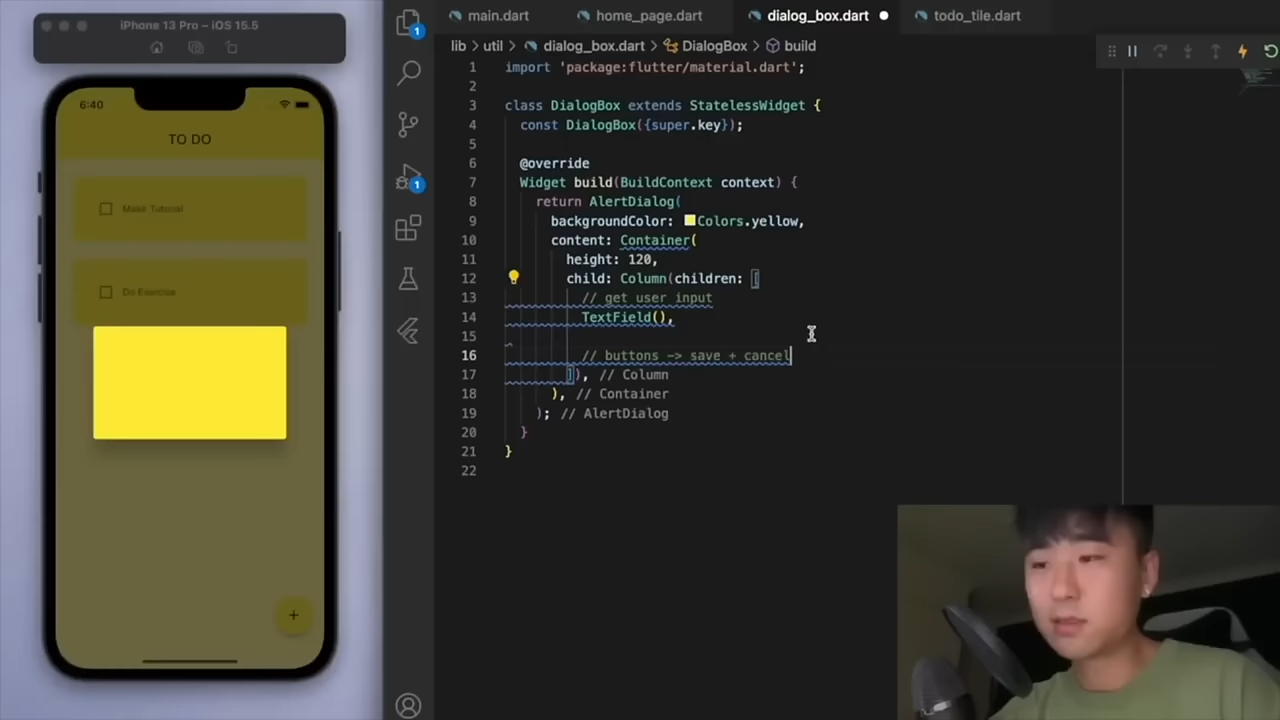 iPhone 13 Pro – iOS 15.5
6:40
TO DO
Make Tutorial
Do Exercise
+
1
1
main.dart
home_page.dart
dialog_box.dart
todo_tile.dart
lib > util > dialog_box.dart > DialogBox > build
1 import 'package:flutter/material.dart';
2
3 class DialogBox extends StatelessWidget {
4 const DialogBox({super.key});
5
6 @override
7 Widget build(BuildContext context) {
8 return AlertDialog(
9 backgroundColor: Colors.yellow,
10 content: Container(
11 height: 120,
12 child: Column(children: [
13 // get user input
14 TextField(),
15
16 // buttons -> save + cancel
17 ]), // Column
18 ), // Container
19 ); // AlertDialog
20 }
21 }
22